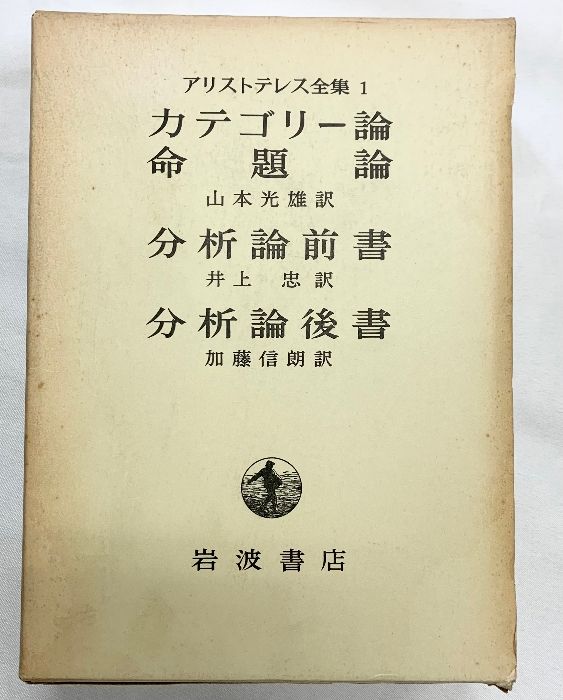 アリストテレス全集 1
カテゴリー論
命題論
山本光雄訳
分析論前書
井上 忠訳
分析論後書
加藤信朗訳
岩波書店